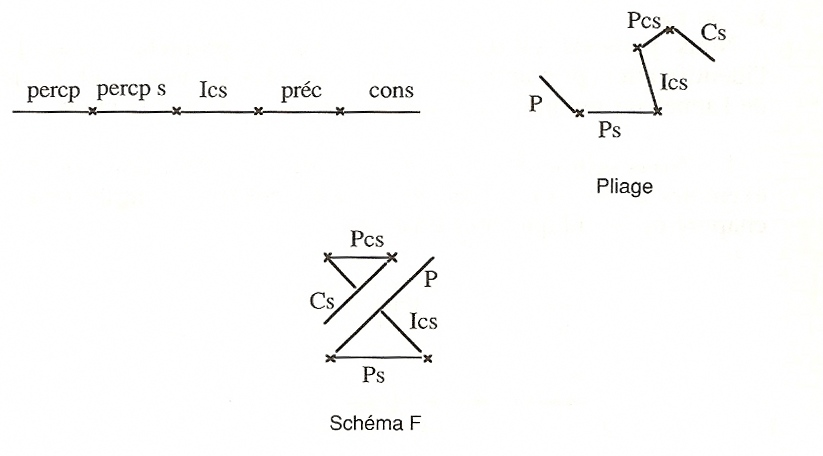 percp percp s Ics préc cons
Pcs Cs
Ics
P
Ps
Pliage
Pcs
P
Cs
Ics
Ps
Schéma F